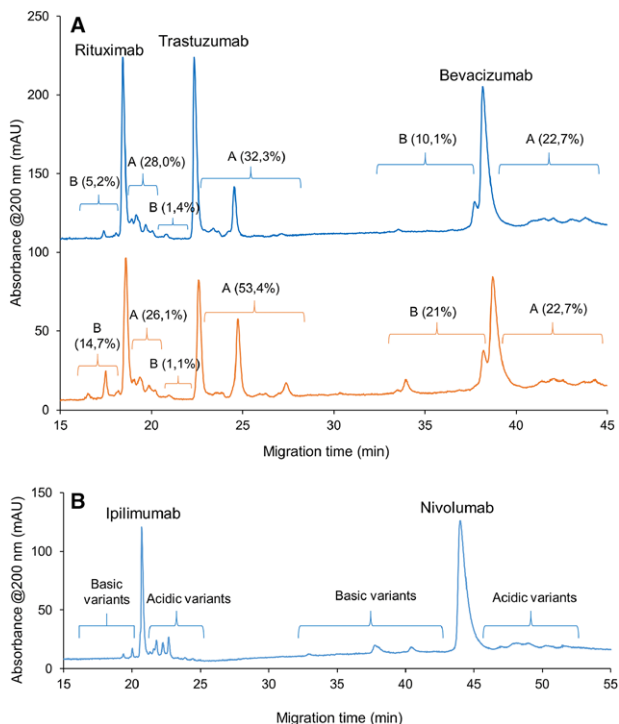 A
Rituximab
Trastuzumab
Bevacizumab
A (28,0%)
A (32,3%)
B (10,1%)
A (22,7%)
B (5,2%)
B (1,4%)
A (53,4%)
A (26,1%)
B (21%)
A (22,7%)
B
(14,7%)
B (1,1%)
Absorbance @200 nm (mAU)
250
200
150
100
50
0
15
20
25
30
35
40
45
Migration time (min)
B
Ipilimumab
Nivolumab
Basic
variants
Acidic variants
Basic variants
Acidic variants
Absorbance @200 nm (mAU)
150
100
50
0
15
20
25
30
35
40
45
50
55
Migration time (min)